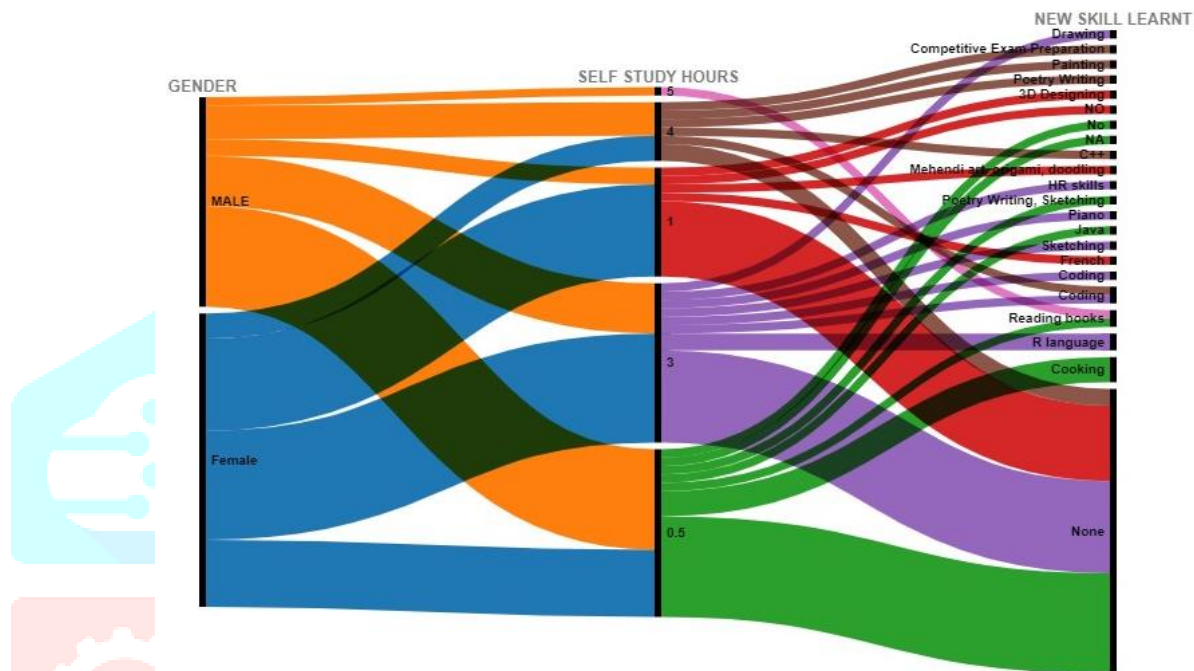 GENDER
MALE
Female
SELF STUDY HOURS
5
4
1
3
0.5
NEW SKILL LEARNT
Drawing
Competitive Exam Preparation
Painting
Poetry Writing
3D Designing
NO
No
NA
C++
Mehendi art, origami, doodling
HR skills
Poetry Writing, Sketching
Piano
Java
Sketching
French
Coding
Coding
Reading books
R language
Cooking
None